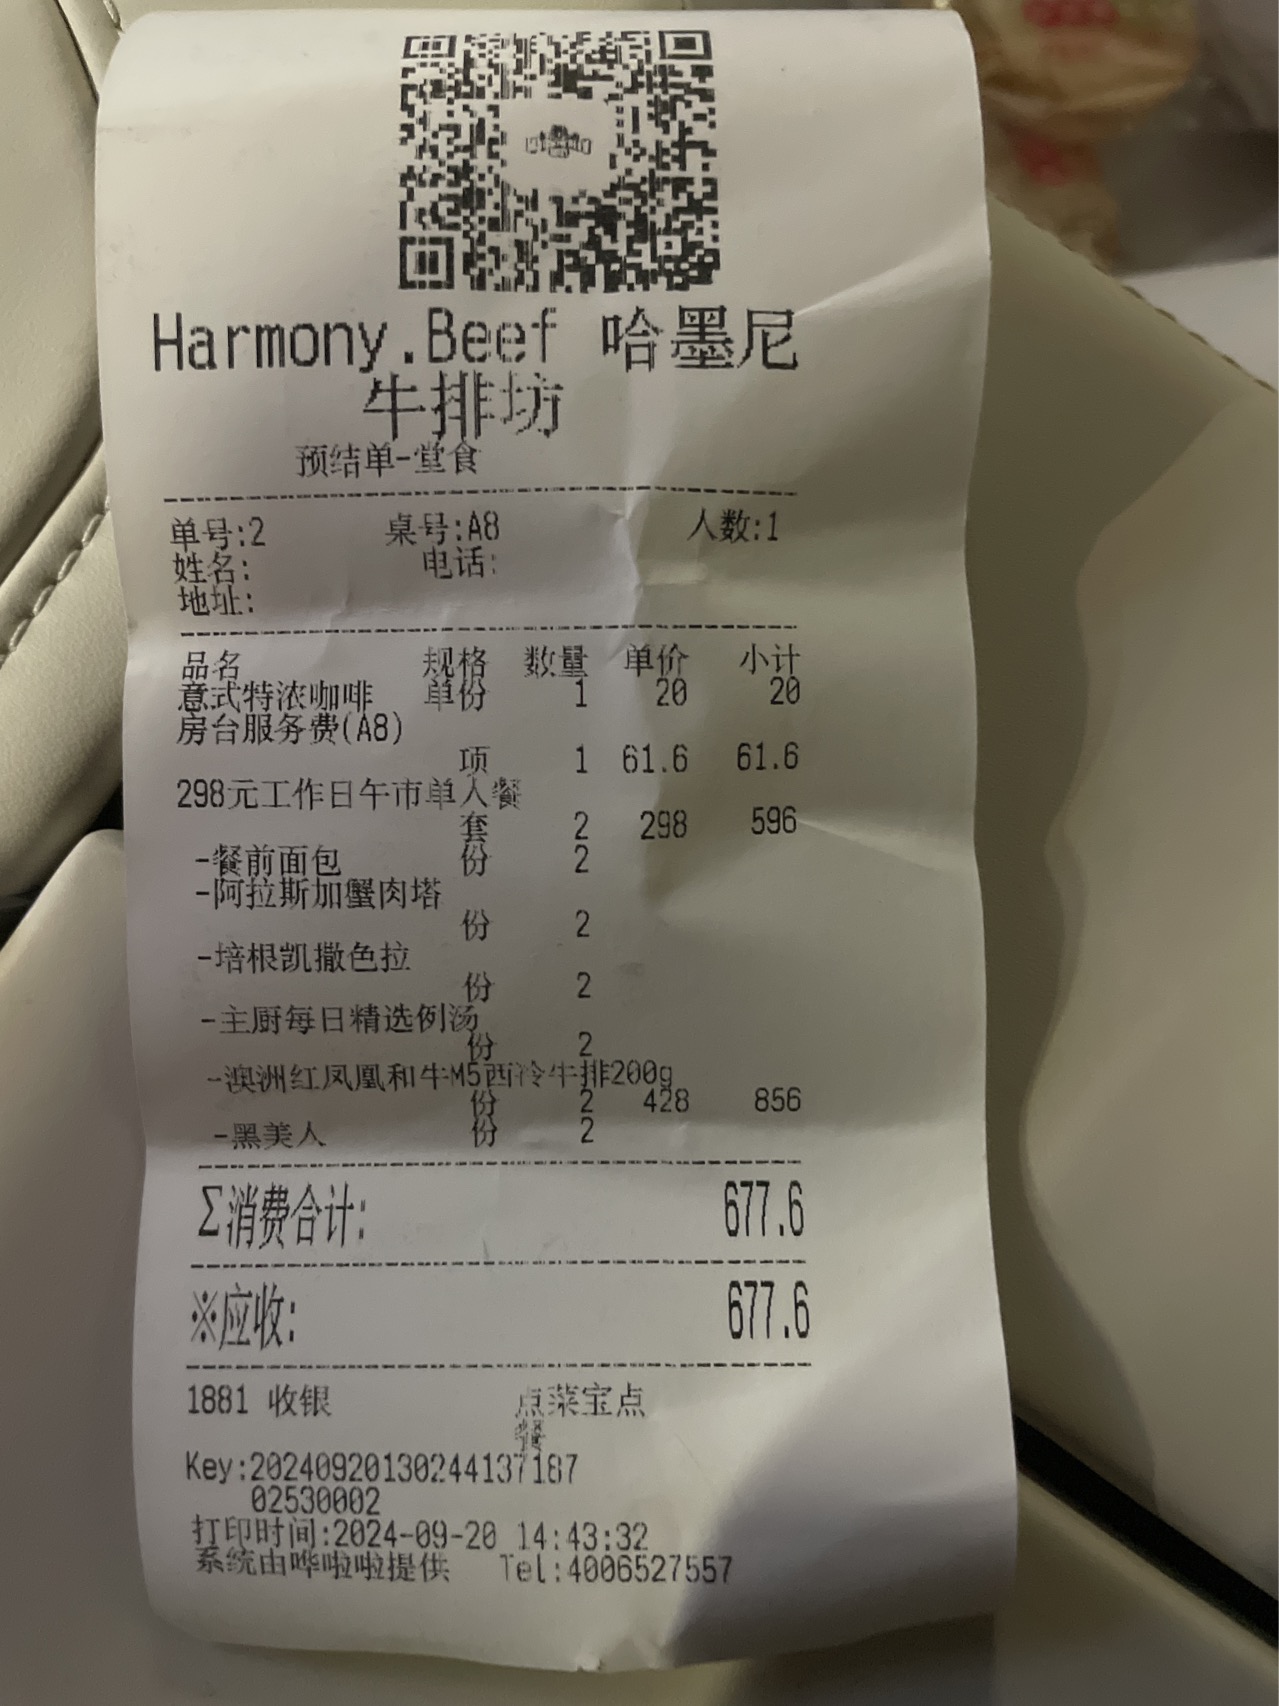 Harmony.Beef 哈墨尼
牛排坊
预结单-堂食
单号:2 桌号:A8 人数:1
姓名: 电话:
地址:
品名 规格 数量 单价 小计
意式特浓咖啡 单份 1 20 20
房台服务费(A8)
项 1 61.6 61.6
298元工作日午市单人餐
套 2 298 596
-餐前面包 份 2
-阿拉斯加蟹肉塔
份 2
-培根凯撒色拉
份 2
-主厨每日精选例汤
份 2
-澳洲红凤凰和牛M5西冷牛排200g
份 2 428 856
-黑美人 份 2
Σ消费合计: 677.6
※应收: 677.6
1881 收银 点菜宝点
餐
Key:20240920130244137187
02530002
打印时间:2024-09-20 14:43:32
系统由哗啦啦提供 Tel:4006527557